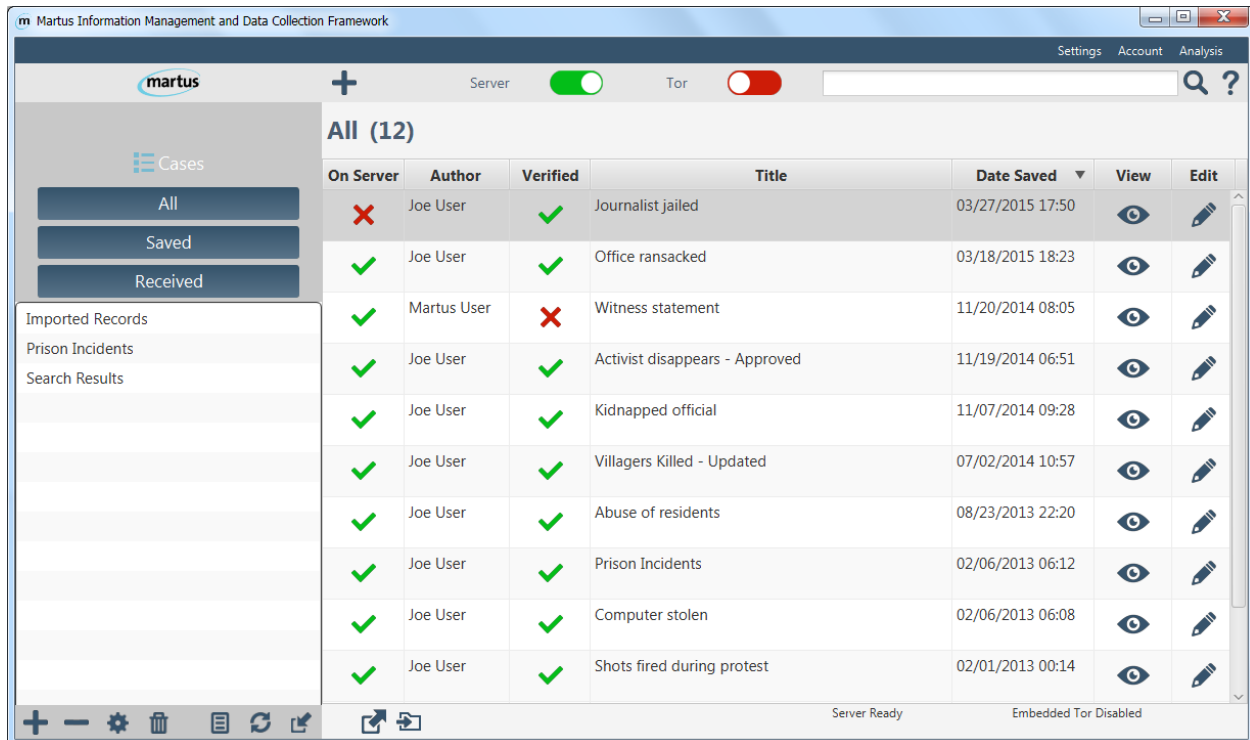 Martus Information Management and Data Collection Framework
Settings Account Analysis
martus Server Tor
All (12)
Cases
All
Saved
Received
Imported Records
Prison Incidents
Search Results
On Server Author Verified Title Date Saved View Edit
Joe User Journalist jailed 03/27/2015 17:50
Joe User Office ransacked 03/18/2015 18:23
Martus User Witness statement 11/20/2014 08:05
Joe User Activist disappears - Approved 11/19/2014 06:51
Joe User Kidnapped official 11/07/2014 09:28
Joe User Villagers Killed - Updated 07/02/2014 10:57
Joe User Abuse of residents 08/23/2013 22:20
Joe User Prison Incidents 02/06/2013 06:12
Joe User Computer stolen 02/06/2013 06:08
Joe User Shots fired during protest 02/01/2013 00:14
Server Ready Embedded Tor Disabled